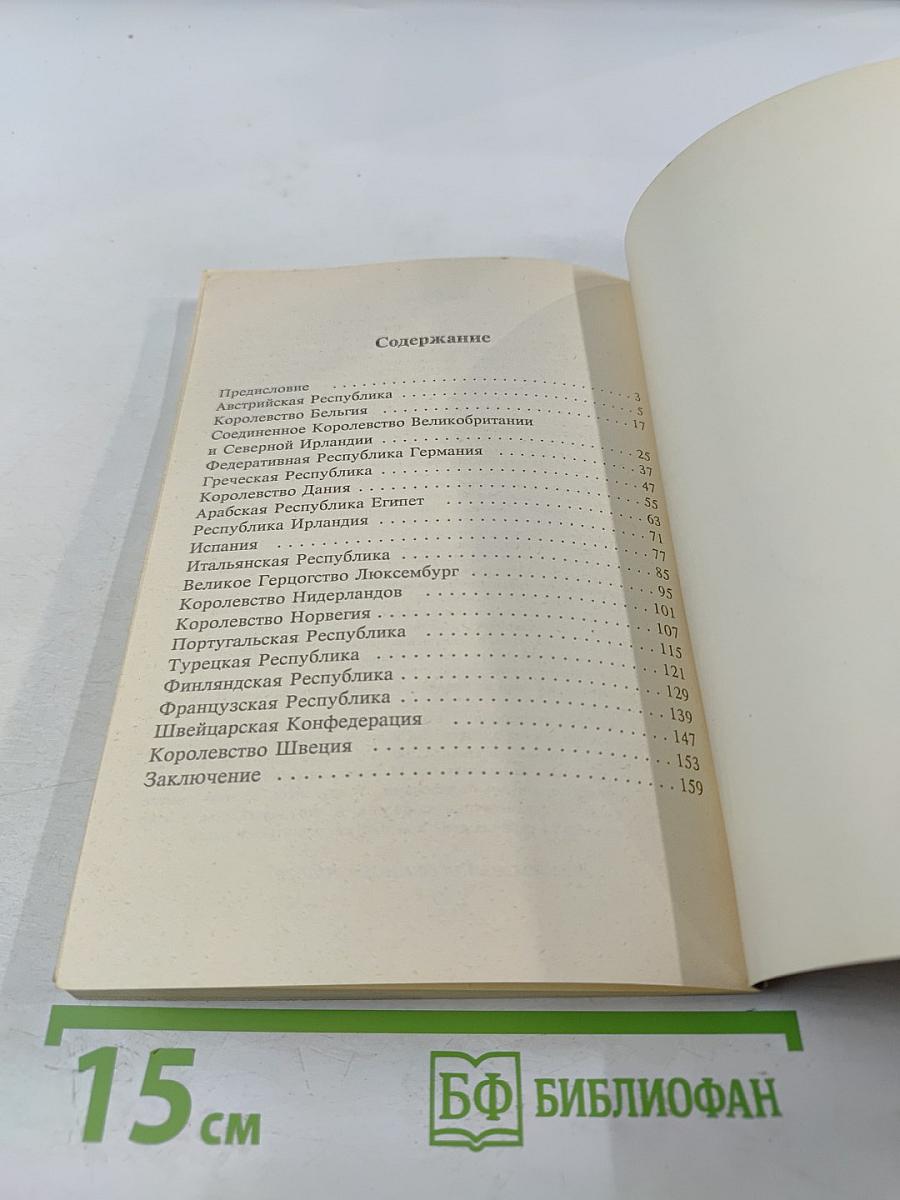 Содержание
Предисловие . . . . . . . . . . . . . . . . . . . . . . . . . . . . 3
Австрийская Республика . . . . . . . . . . . . . . . . . . . . 5
Королевство Бельгия . . . . . . . . . . . . . . . . . . . . . . 17
Соединенное Королевство Великобритании
и Северной Ирландии . . . . . . . . . . . . . . . . . . . . . . 25
Федеративная Республика Германия . . . . . . . . . . . . 37
Греческая Республика . . . . . . . . . . . . . . . . . . . . . . 47
Королевство Дания . . . . . . . . . . . . . . . . . . . . . . . . 55
Арабская Республика Египет . . . . . . . . . . . . . . . . . 63
Республика Ирландия . . . . . . . . . . . . . . . . . . . . . . 71
Испания . . . . . . . . . . . . . . . . . . . . . . . . . . . . . . . 77
Итальянская Республика . . . . . . . . . . . . . . . . . . . . 85
Великое Герцогство Люксембург . . . . . . . . . . . . . . . 95
Королевство Нидерландов . . . . . . . . . . . . . . . . . . . 101
Королевство Норвегия . . . . . . . . . . . . . . . . . . . . . . 107
Португальская Республика . . . . . . . . . . . . . . . . . . . 115
Турецкая Республика . . . . . . . . . . . . . . . . . . . . . . . 121
Финляндская Республика . . . . . . . . . . . . . . . . . . . . 129
Французская Республика . . . . . . . . . . . . . . . . . . . . 139
Швейцарская Конфедерация . . . . . . . . . . . . . . . . . . 147
Королевство Швеция . . . . . . . . . . . . . . . . . . . . . . . 153
Заключение . . . . . . . . . . . . . . . . . . . . . . . . . . . . . 159
15 см
БФ БИБЛИОФАН